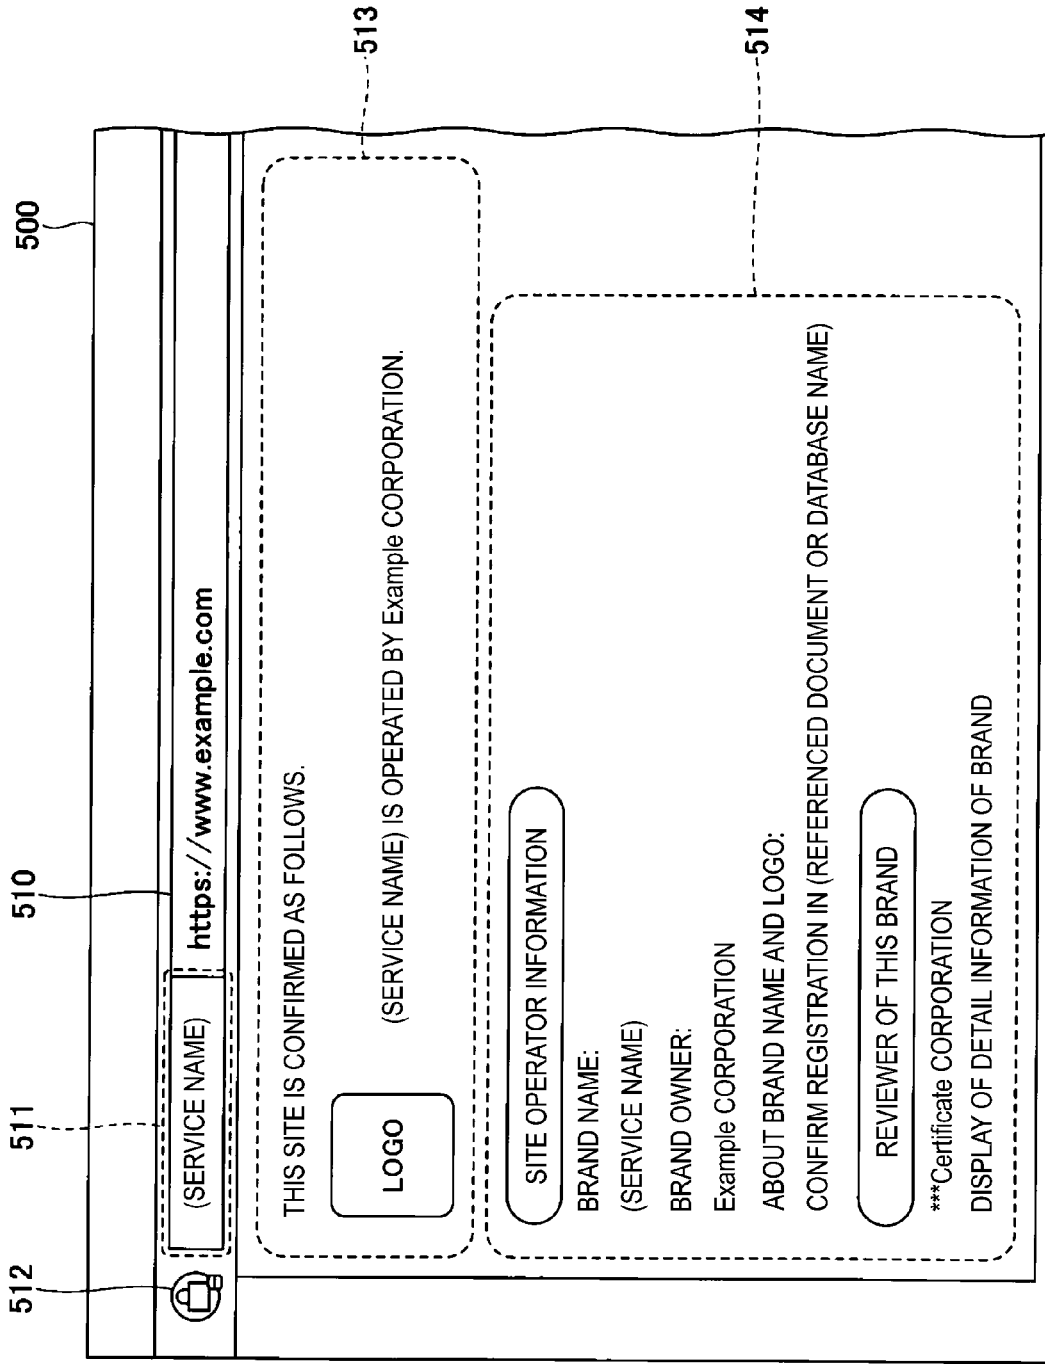 500
512
511
510
(SERVICE NAME)
https://www.example.com
513
THIS SITE IS CONFIRMED AS FOLLOWS.
LOGO
(SERVICE NAME) IS OPERATED BY Example CORPORATION.
514
SITE OPERATOR INFORMATION
BRAND NAME:
(SERVICE NAME)
BRAND OWNER:
Example CORPORATION
ABOUT BRAND NAME AND LOGO:
CONFIRM REGISTRATION IN (REFERENCED DOCUMENT OR DATABASE NAME)
REVIEWER OF THIS BRAND
***Certificate CORPORATION
DISPLAY OF DETAIL INFORMATION OF BRAND